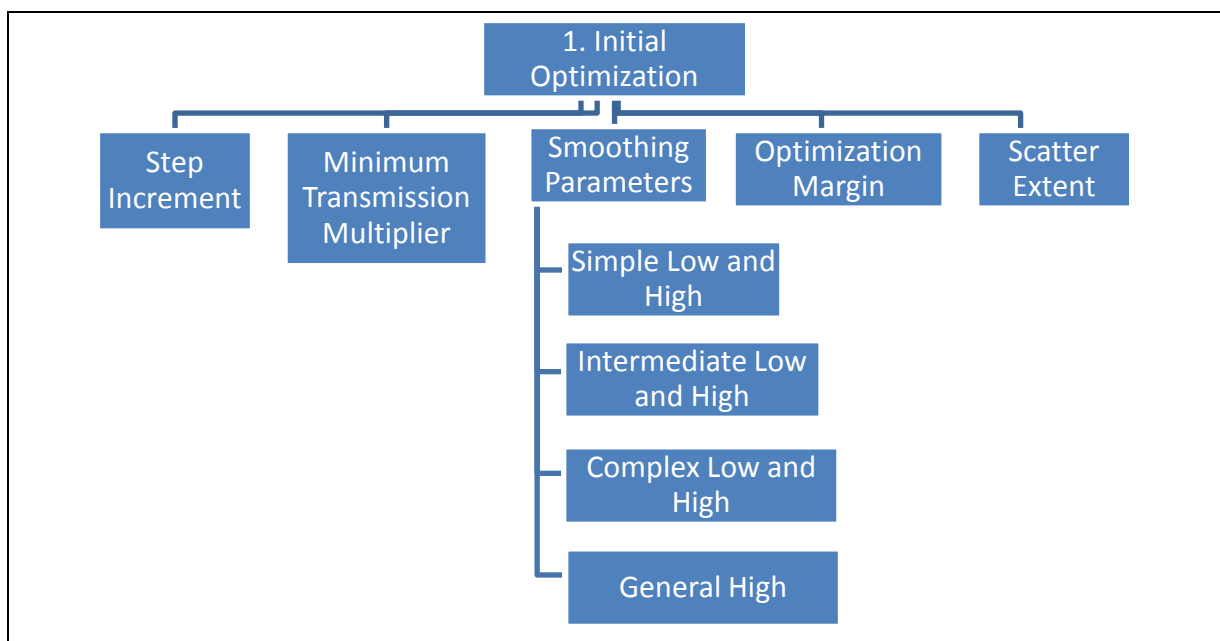 1. Initial
Optimization
Step
Increment
Minimum
Transmission
Multiplier
Smoothing
Parameters
Optimization
Margin
Scatter
Extent
Simple Low and
High
Intermediate Low
and High
Complex Low and
High
General High